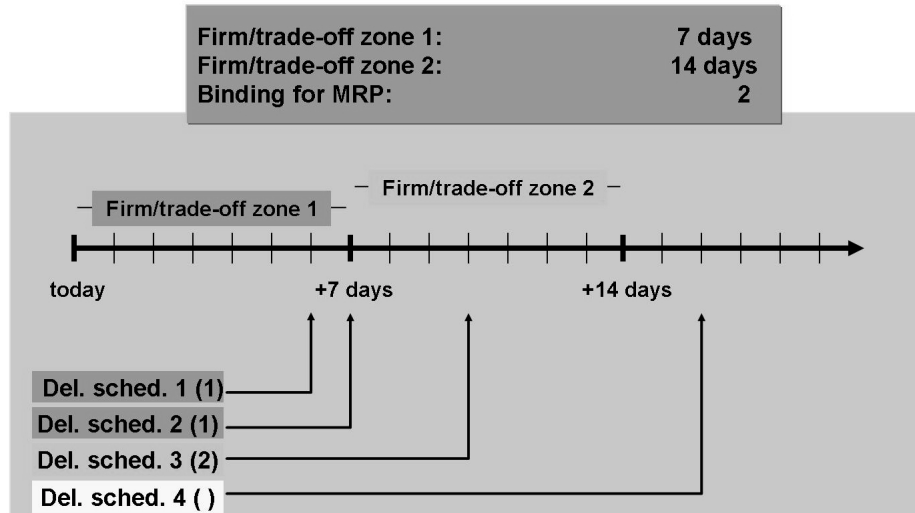 Firm/trade-off zone 1: 7 days
Firm/trade-off zone 2: 14 days
Binding for MRP: 2
Firm/trade-off zone 1
Firm/trade-off zone 2
today +7 days +14 days
Del. sched. 1 (1)
Del. sched. 2 (1)
Del. sched. 3 (2)
Del. sched. 4 ( )